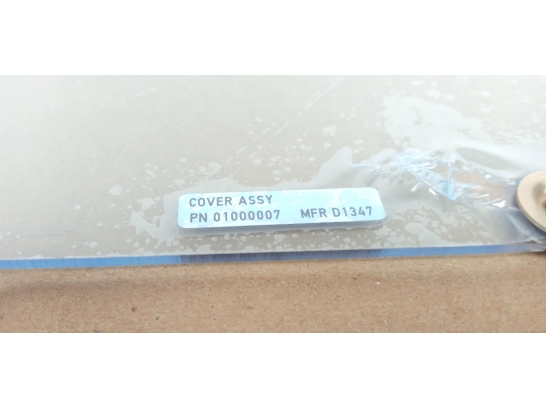 COVER ASSY
PN 01000007 MFR D1347